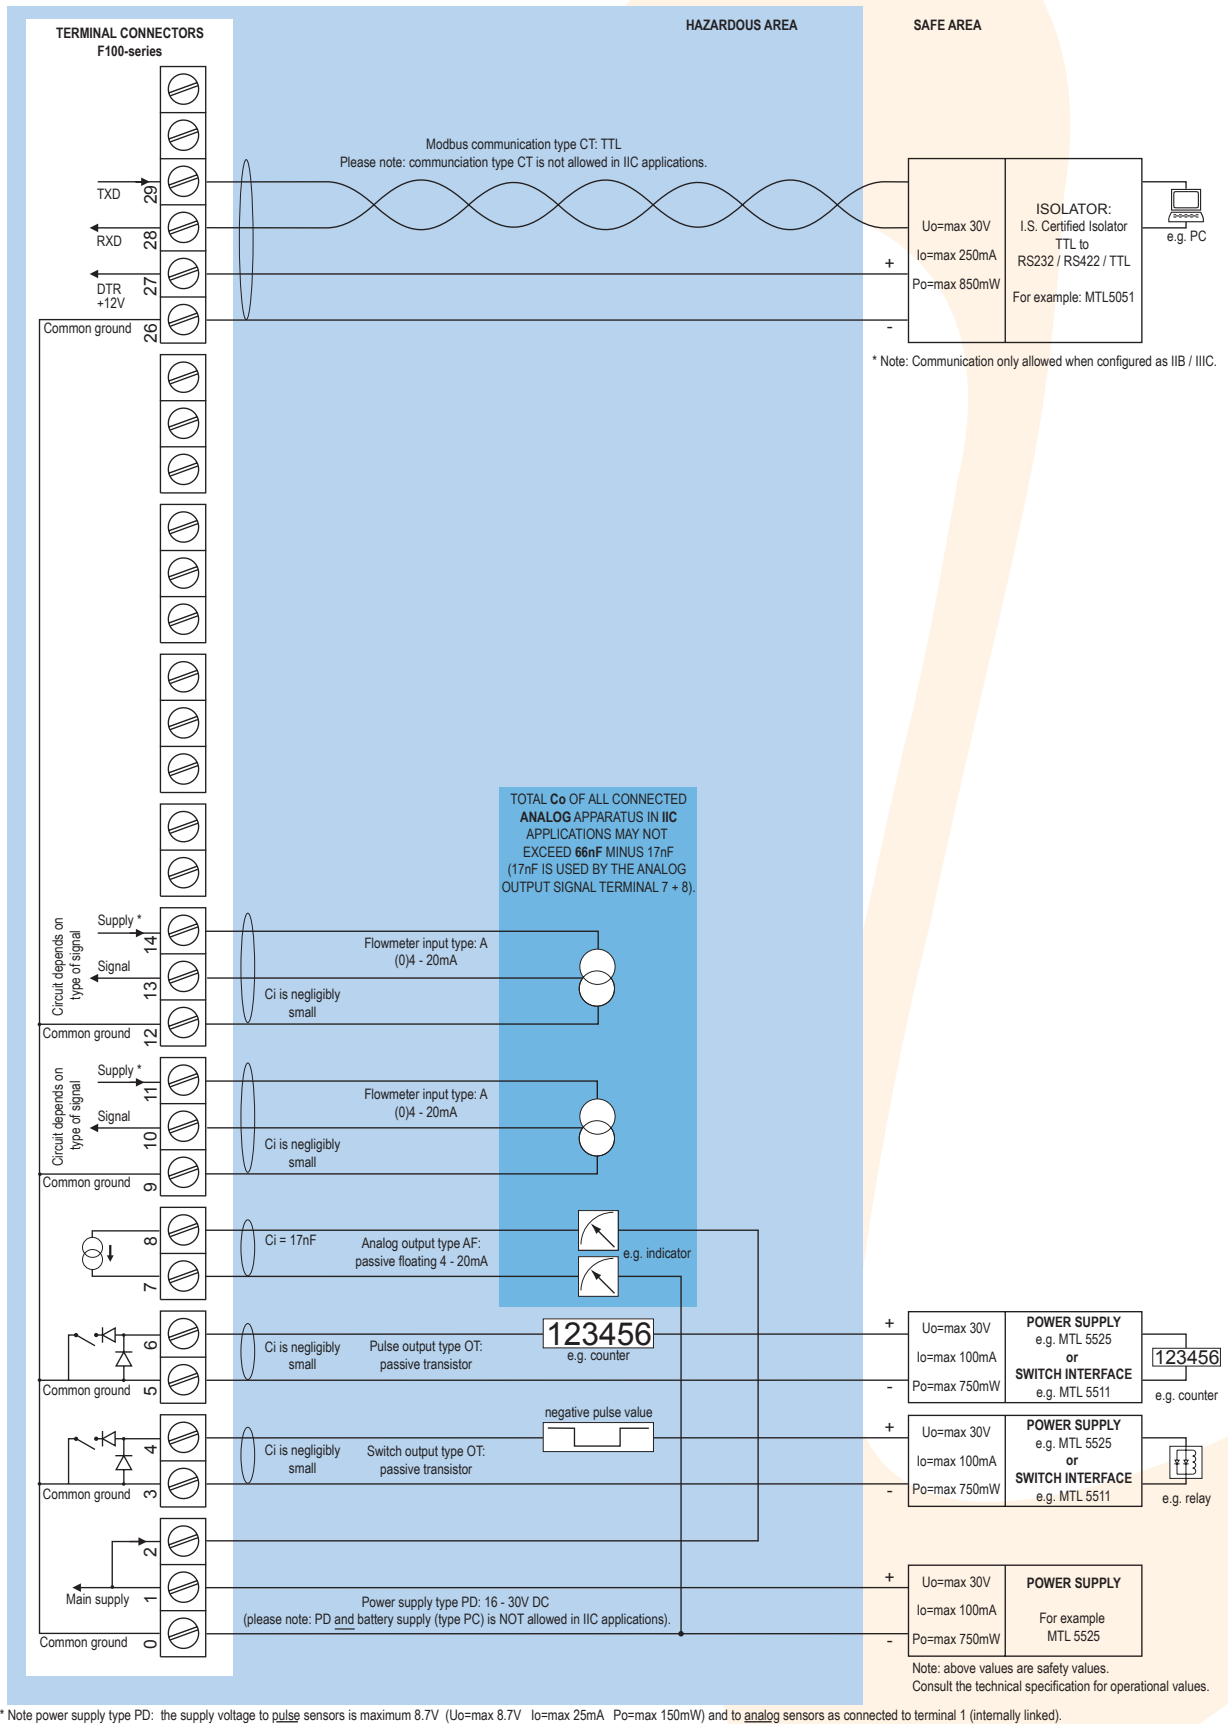 TERMINAL CONNECTORS
F100-series
HAZARDOUS AREA
SAFE AREA
Modbus communication type CT: TTL
Please note: communciation type CT is not allowed in IIC applications.
TXD
29
RXD
28
DTR
+12V
27
Common ground
26
+
-
Uo=max 30V
Io=max 250mA
Po=max 850mW
ISOLATOR:
I.S. Certified Isolator
TTL to
RS232 / RS422 / TTL
For example: MTL5051
e.g. PC
* Note: Communication only allowed when configured as IIB / IIIC.
TOTAL Co OF ALL CONNECTED
ANALOG APPARATUS IN IIC
APPLICATIONS MAY NOT
EXCEED 66nF MINUS 17nF
(17nF IS USED BY THE ANALOG
OUTPUT SIGNAL TERMINAL 7 + 8).
Circuit depends on
type of signal
Supply *
14
Signal
13
Common ground
12
Flowmeter input type: A
(0)4 - 20mA
Ci is negligibly
small
Circuit depends on
type of signal
Supply *
11
Signal
10
Common ground
9
Flowmeter input type: A
(0)4 - 20mA
Ci is negligibly
small
8
7
Ci = 17nF
Analog output type AF:
passive floating 4 - 20mA
e.g. indicator
6
Common ground
5
Ci is negligibly
small
Pulse output type OT:
passive transistor
123456
e.g. counter
+
-
Uo=max 30V
Io=max 100mA
Po=max 750mW
POWER SUPPLY
e.g. MTL 5525
or
SWITCH INTERFACE
e.g. MTL 5511
123456
e.g. counter
4
Common ground
3
Ci is negligibly
small
Switch output type OT:
passive transistor
negative pulse value
+
-
Uo=max 30V
Io=max 100mA
Po=max 750mW
POWER SUPPLY
e.g. MTL 5525
or
SWITCH INTERFACE
e.g. MTL 5511
e.g. relay
2
Main supply
1
Common ground
0
Power supply type PD: 16 - 30V DC
(please note: PD and battery supply (type PC) is NOT allowed in IIC applications).
+
-
Uo=max 30V
Io=max 100mA
Po=max 750mW
POWER SUPPLY
For example
MTL 5525
Note: above values are safety values.
Consult the technical specification for operational values.
* Note power supply type PD: the supply voltage to pulse sensors is maximum 8.7V (Uo=max 8.7V Io=max 25mA Po=max 150mW) and to analog sensors as connected to terminal 1 (internally linked).